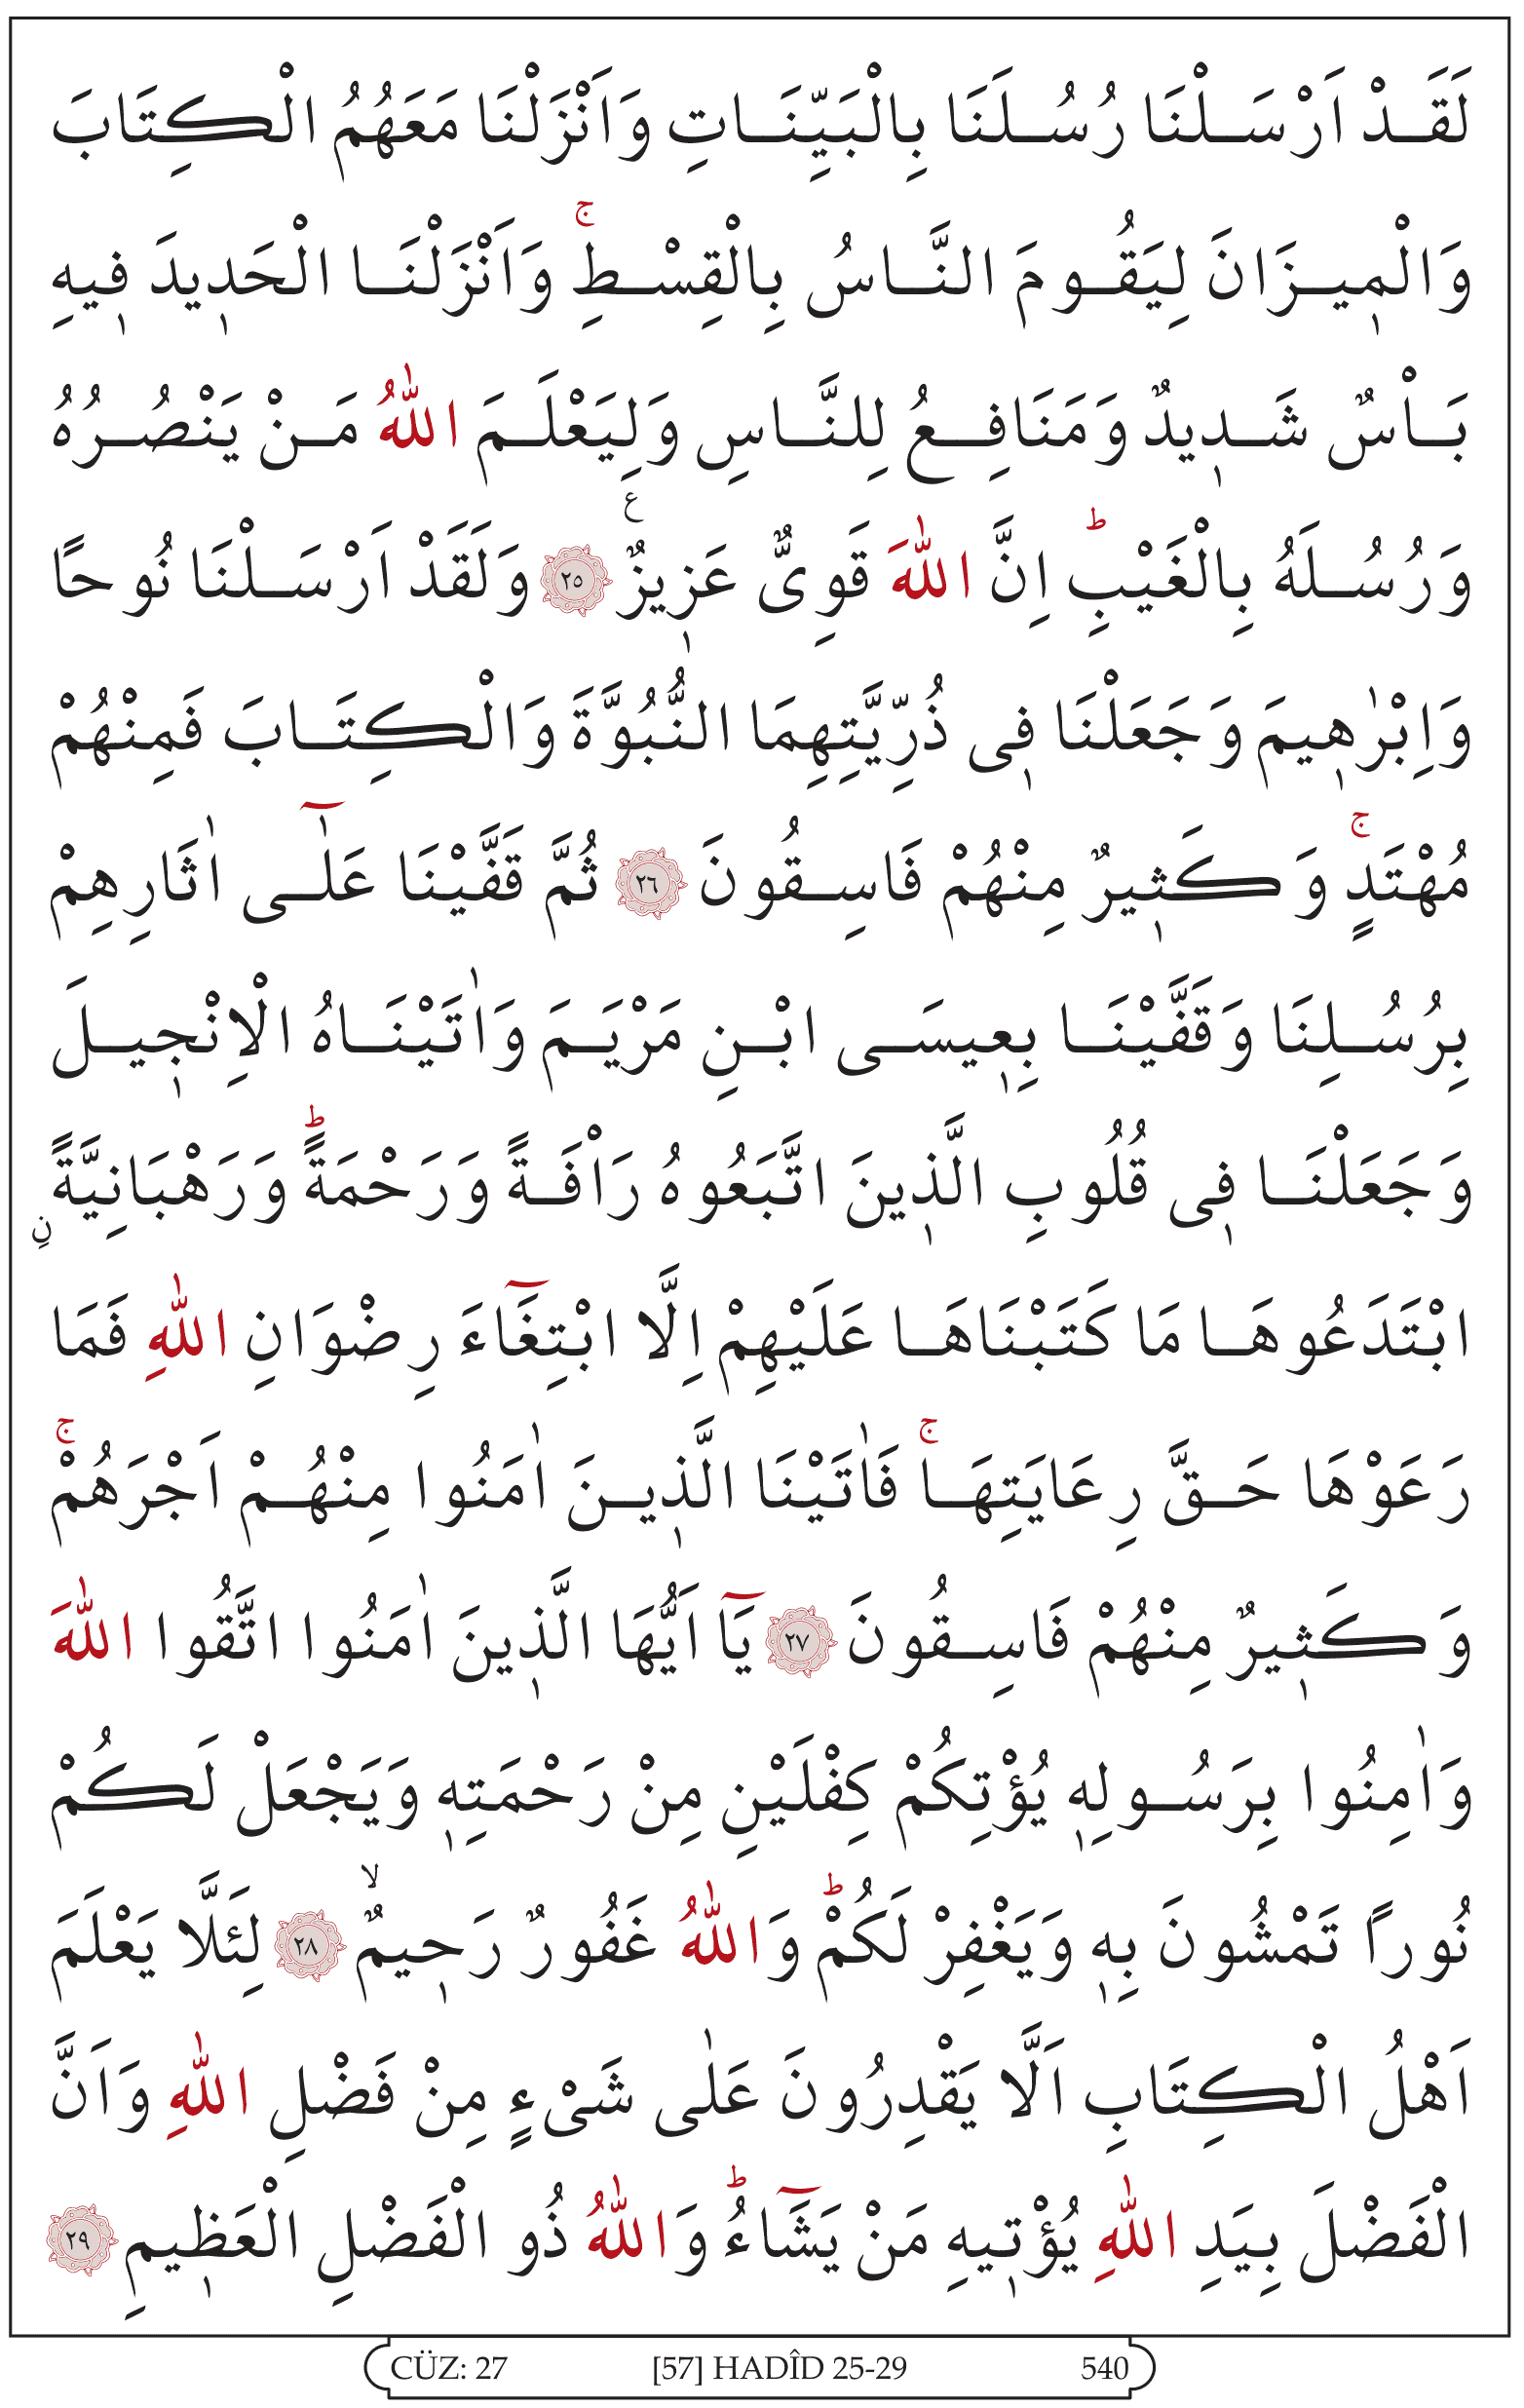 لَقَدْ اَرْسَلْنَا رُسُلَنَا بِالْبَيِّنَاتِ وَاَنْزَلْنَا مَعَهُمُ الْكِتَابَ
وَالْم۪يزَانَ لِيَقُومَ النَّاسُ بِالْقِسْطِۚ وَاَنْزَلْنَا الْحَد۪يدَ ف۪يهِ
بَأْسٌ شَد۪يدٌ وَمَنَافِعُ لِلنَّاسِ وَلِيَعْلَمَ اللّٰهُ مَنْ يَنْصُرُهُ
وَرُسُلَهُ بِالْغَيْبِۜ اِنَّ اللّٰهَ قَوِىٌّ عَز۪يزٌ۟ ﴿٢٥﴾ وَلَقَدْ اَرْسَلْنَا نُوحًا
وَاِبْرٰه۪يمَ وَجَعَلْنَا ف۪ى ذُرِّيَّتِهِمَا النُّبُوَّةَ وَالْكِتَابَ فَمِنْهُمْ
مُهْتَدٍۚ وَكَث۪يرٌ مِنْهُمْ فَاسِقُونَ ﴿٢٦﴾ ثُمَّ قَفَّيْنَا عَلٰٓى اٰثَارِهِمْ
بِرُسُلِنَا وَقَفَّيْنَا بِع۪يسَى ابْنِ مَرْيَمَ وَاٰتَيْنَاهُ الْاِنْج۪يلَ
وَجَعَلْنَا ف۪ى قُلُوبِ الَّذ۪ينَ اتَّبَعُوهُ رَاْفَةً وَرَحْمَةًۜ وَرَهْبَانِيَّةًۨ
ابْتَدَعُوهَا مَا كَتَبْنَاهَا عَلَيْهِمْ اِلَّا ابْتِغَٓاءَ رِضْوَانِ اللّٰهِ فَمَا
رَعَوْهَا حَقَّ رِعَايَتِهَاۚ فَاٰتَيْنَا الَّذ۪ينَ اٰمَنُوا مِنْهُمْ اَجْرَهُمْۚ
وَكَث۪يرٌ مِنْهُمْ فَاسِقُونَ ﴿٢٧﴾ يَٓا اَيُّهَا الَّذ۪ينَ اٰمَنُوا اتَّقُوا اللّٰهَ
وَاٰمِنُوا بِرَسُولِه۪ يُؤْتِكُمْ كِفْلَيْنِ مِنْ رَحْمَتِه۪ وَيَجْعَلْ لَكُمْ
نُورًا تَمْشُونَ بِه۪ وَيَغْفِرْ لَكُمْۜ وَاللّٰهُ غَفُورٌ رَح۪يمٌۙ ﴿٢٨﴾ لِئَلَّا يَعْلَمَ
اَهْلُ الْكِتَابِ اَلَّا يَقْدِرُونَ عَلٰى شَىْءٍ مِنْ فَضْلِ اللّٰهِ وَاَنَّ
الْفَضْلَ بِيَدِ اللّٰهِ يُؤْت۪يهِ مَنْ يَشَٓاءُۜ وَاللّٰهُ ذُو الْفَضْلِ الْعَظ۪يمِ ﴿٢٩﴾
CÜZ: 27 [57] HADÎD 25-29 540